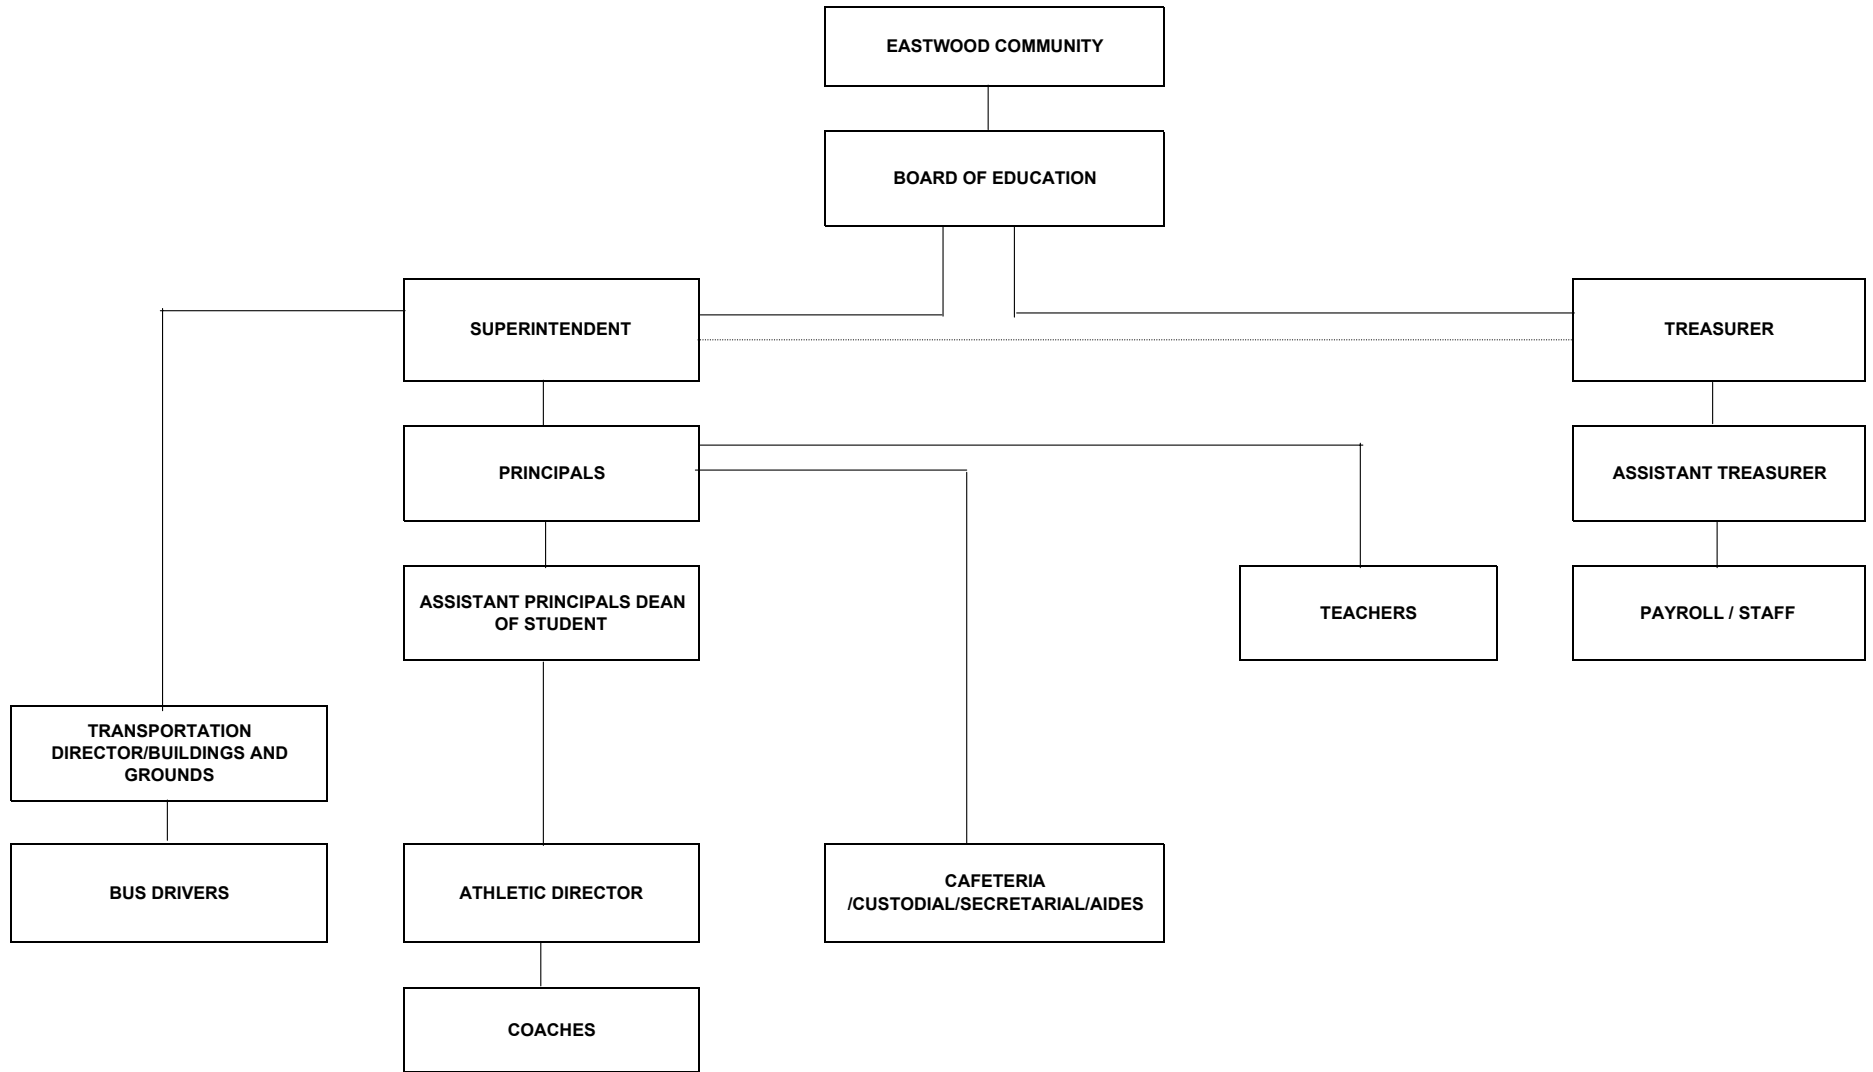 EASTWOOD COMMUNITY
BOARD OF EDUCATION
SUPERINTENDENT
TREASURER
PRINCIPALS
ASSISTANT TREASURER
ASSISTANT PRINCIPALS DEAN
OF STUDENT
TEACHERS
PAYROLL / STAFF
TRANSPORTATION
DIRECTOR/BUILDINGS AND
GROUNDS
BUS DRIVERS
ATHLETIC DIRECTOR
CAFETERIA
/CUSTODIAL/SECRETARIAL/AIDES
COACHES